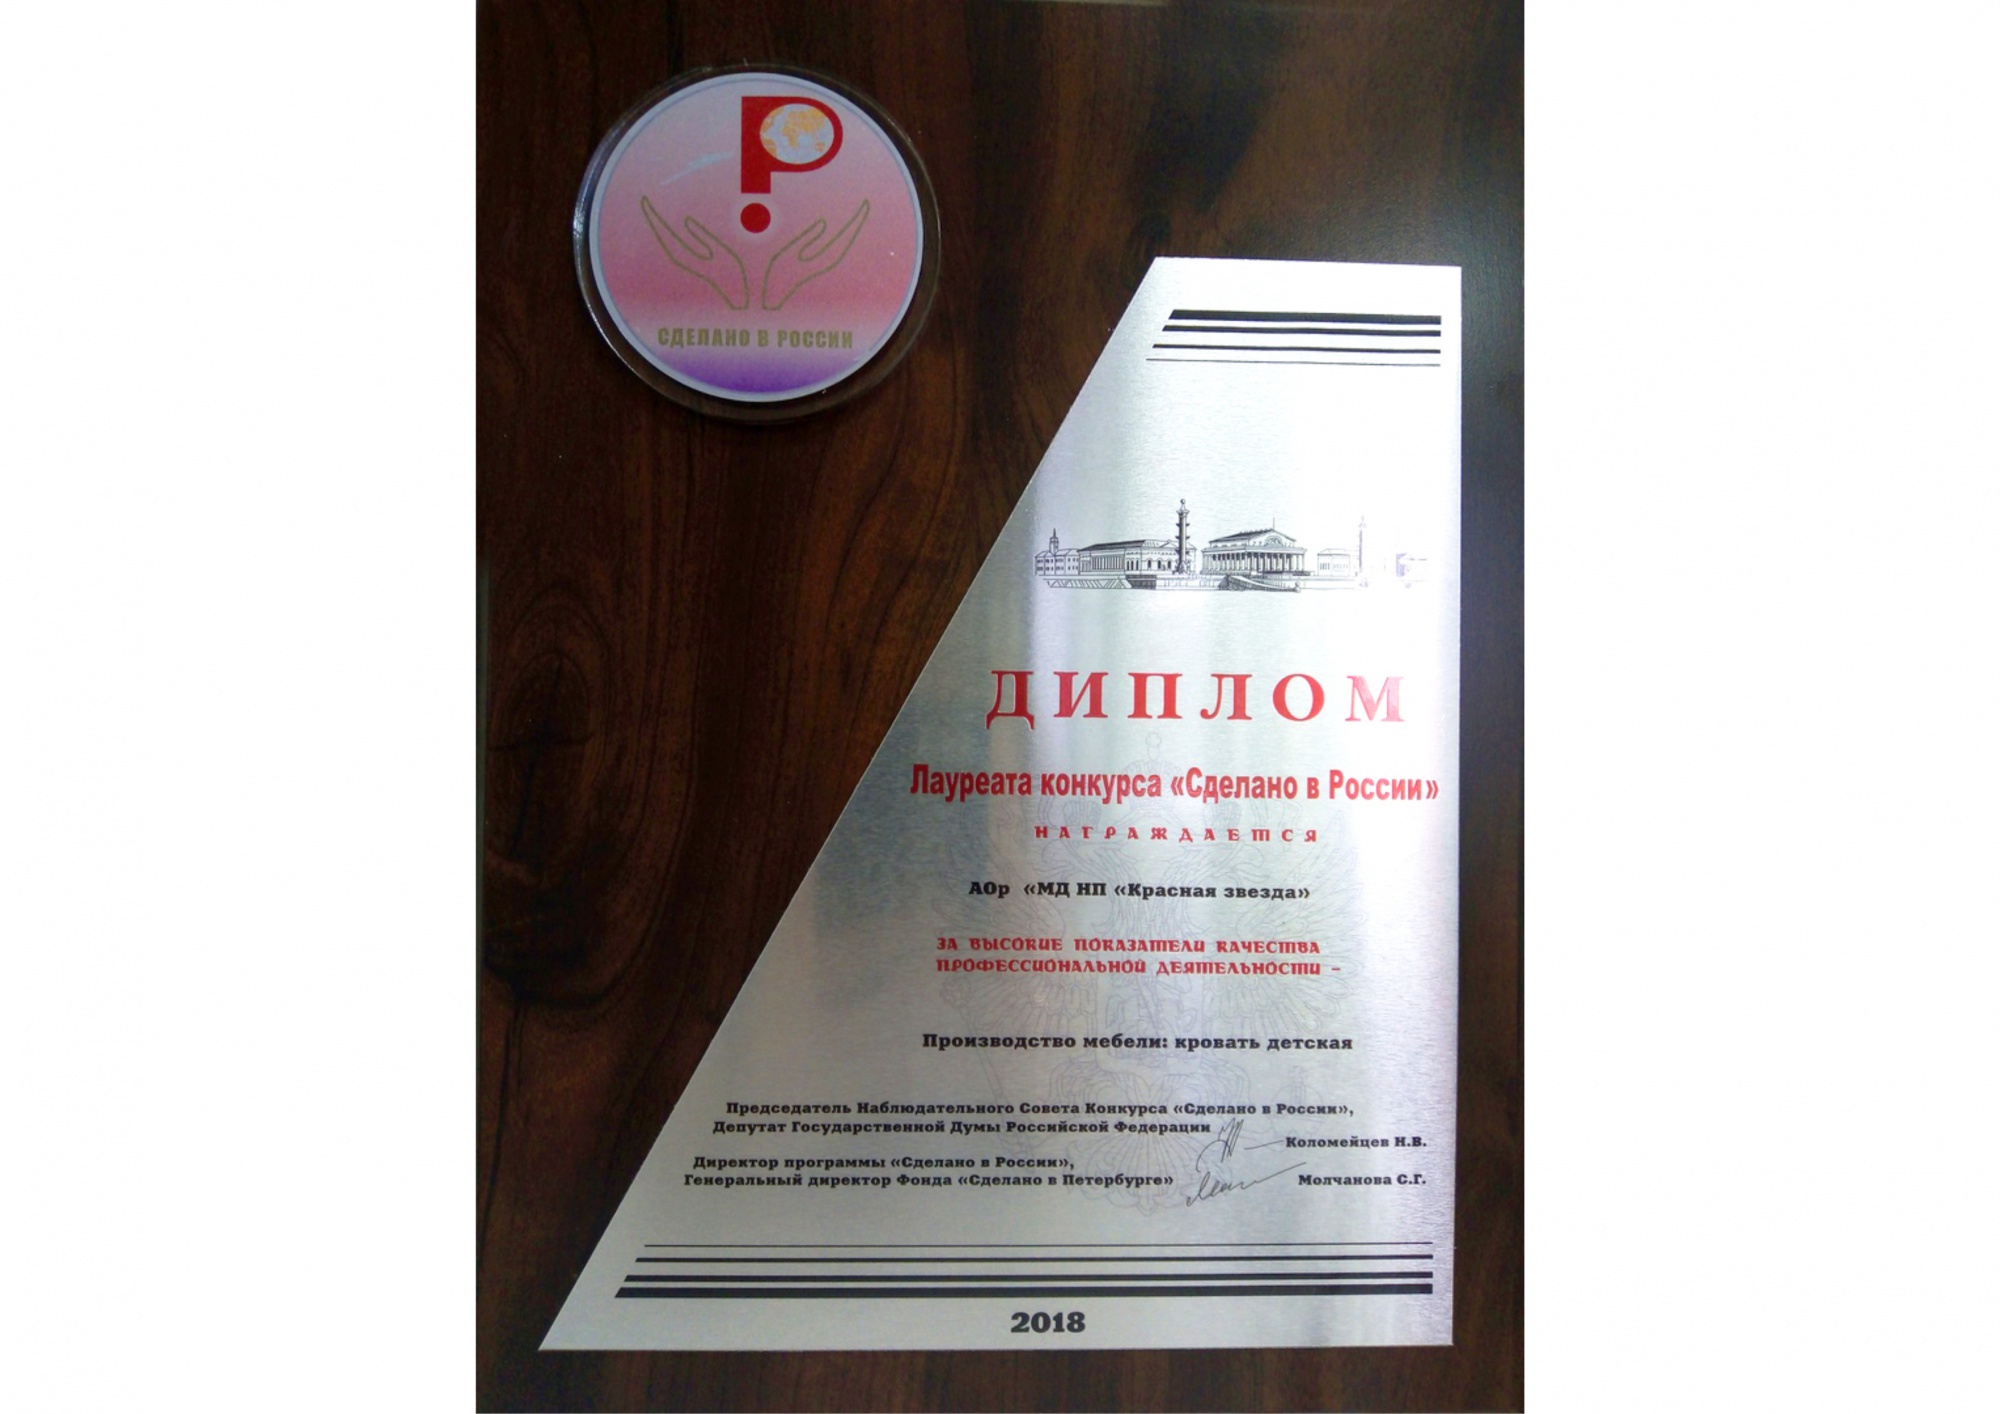 СДЕЛАНО В РОССИИ
ДИПЛОМ
Лауреата конкурса «Сделано в России»
НАГРАЖДАЕТСЯ
АОр «МД НП «Красная звезда»
ЗА ВЫСОКИЕ ПОКАЗАТЕЛИ КАЧЕСТВА
ПРОФЕССИОНАЛЬНОЙ ДЕЯТЕЛЬНОСТИ –
Производство мебели: кровать детская
Председатель Наблюдательного Совета Конкурса «Сделано в России»,
Депутат Государственной Думы Российской Федерации
Коломейцев Н.В.
Директор программы «Сделано в России»,
Генеральный директор Фонда «Сделано в Петербурге»
Молчанова С.Г.
2018